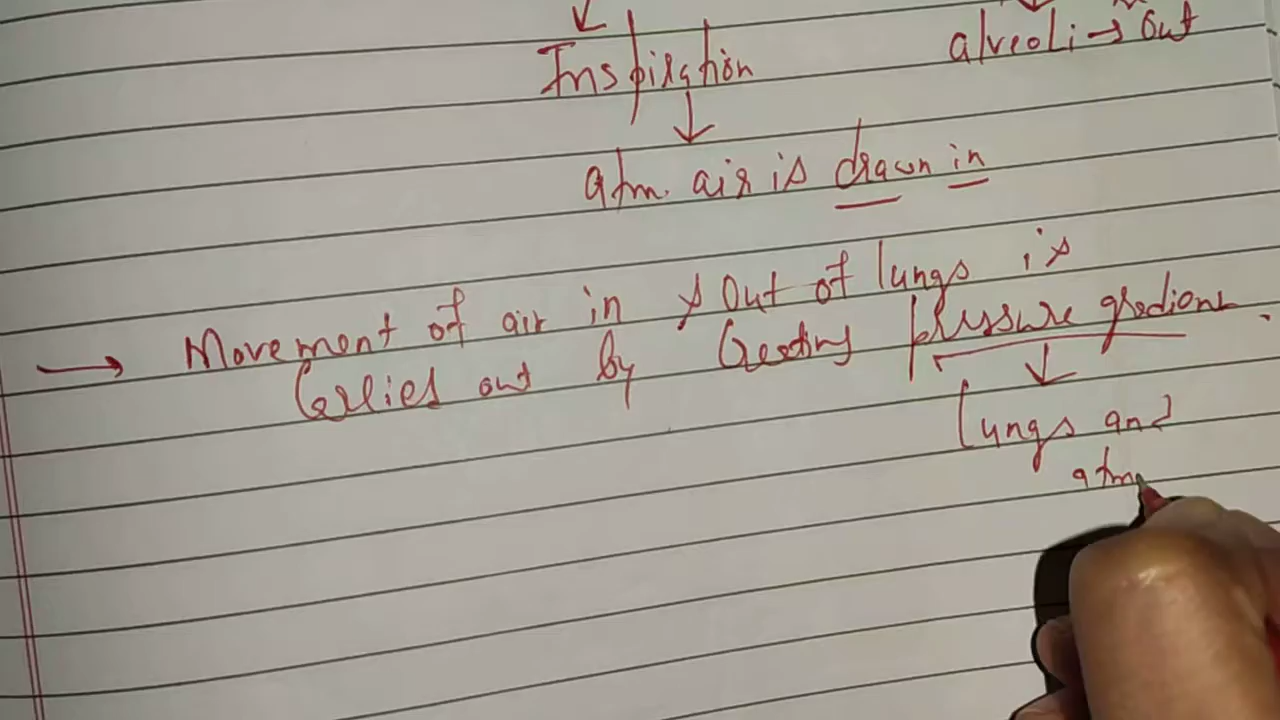 alveoli → out
Inspiration
atm. air is drawn in
→ Movement of air in & out of lungs is
Carried out by Creating pressure gradient.
Lungs and
atm